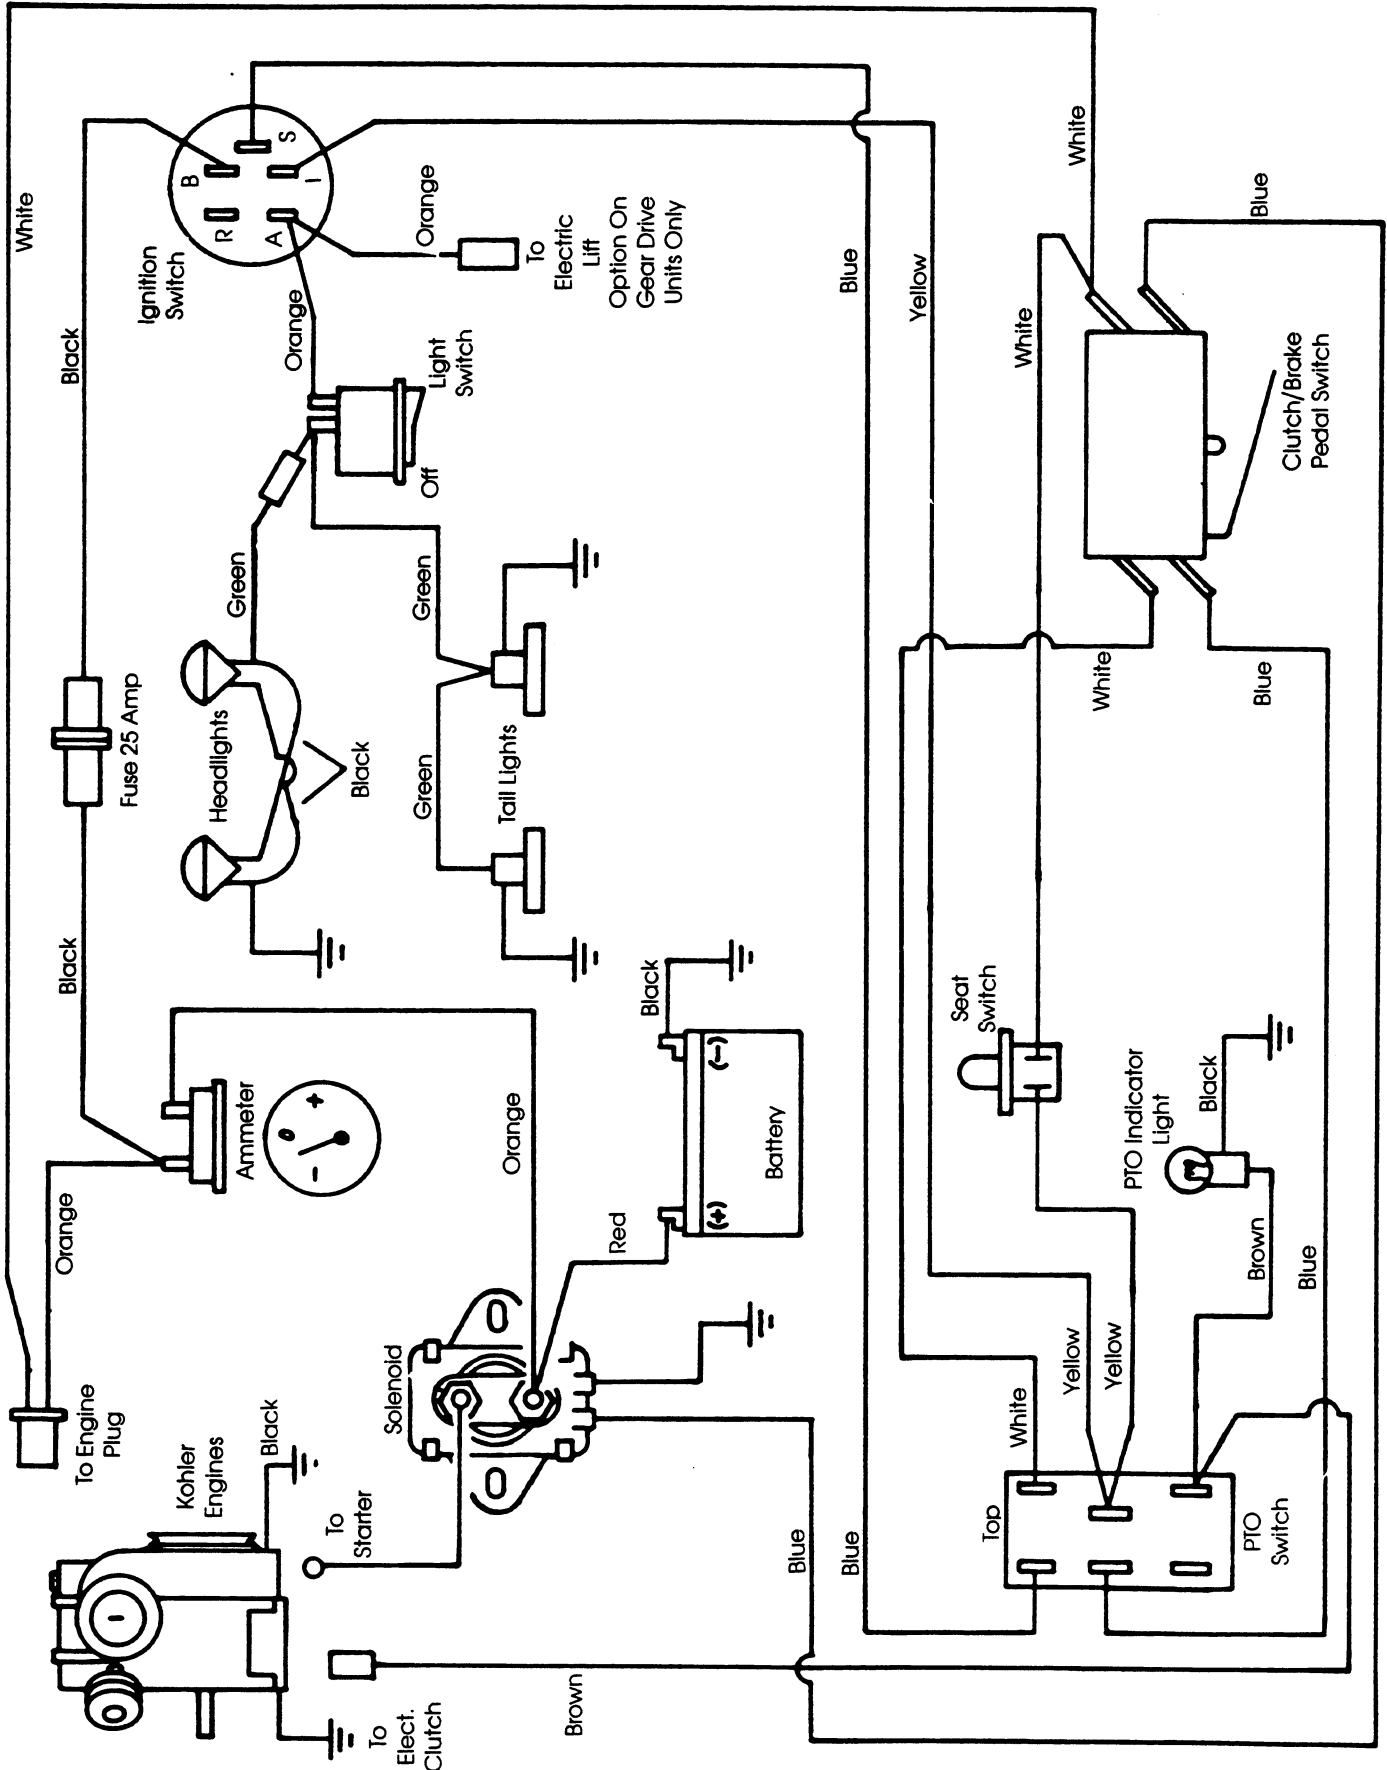 White
Black
Ignition
Switch
B
S
R
A
I
Orange
Orange
To
Electric
Lift
Option On
Gear Drive
Units Only
Light
Switch
Off
Green
Green
Green
Fuse 25 Amp
Headlights
Black
Tail Lights
Black
Ammeter
- 0 +
Orange
Orange
To Engine
Plug
Kohler
Engines
Black
To
Starter
Solenoid
Red
Black
(-)
(+)
Battery
To
Elect.
Clutch
Brown
Blue
Blue
Blue
Yellow
White
White
Blue
Clutch/Brake
Pedal Switch
White
Blue
Seat
Switch
PTO Indicator
Light
Black
Brown
Blue
Yellow
Yellow
White
Top
PTO
Switch